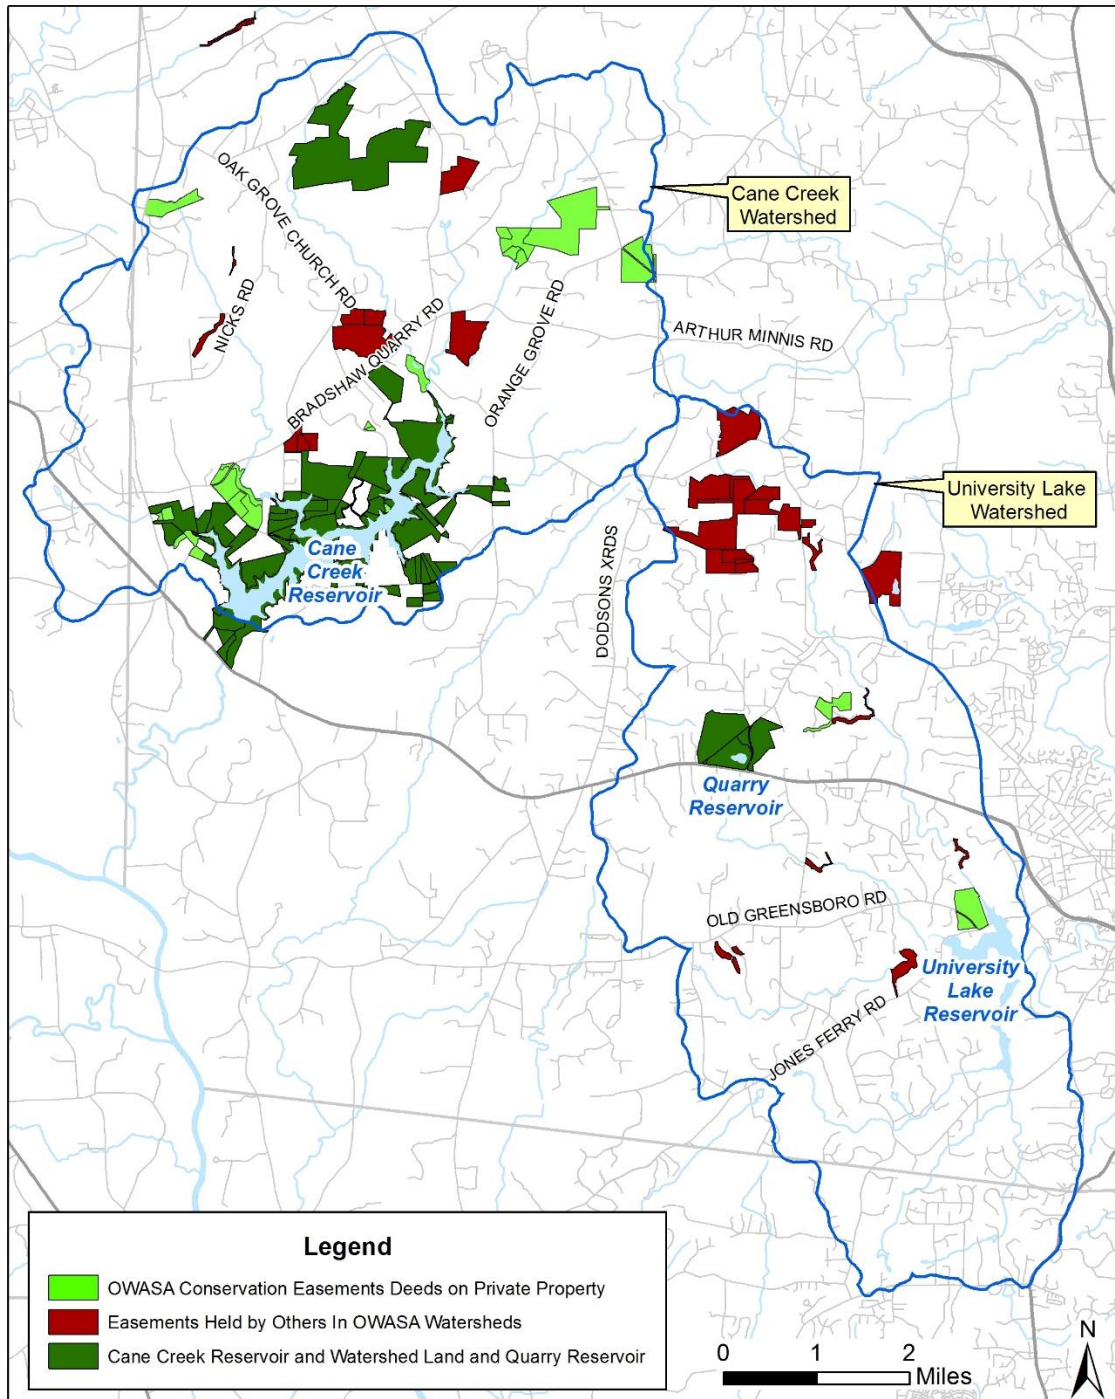 Cane Creek
Watershed
OAK GROVE CHURCH RD
NICKS RD
BRADSHAW QUARRY RD
ORANGE GROVE RD
ARTHUR MINNIS RD
University Lake
Watershed
Cane
Creek
Reservoir
DODSONS XRDS
Quarry
Reservoir
OLD GREENSBORO RD
University
Lake
Reservoir
JONES FERRY RD
Legend
OWASA Conservation Easements Deeds on Private Property
Easements Held by Others In OWASA Watersheds
Cane Creek Reservoir and Watershed Land and Quarry Reservoir
0 1 2
Miles
N